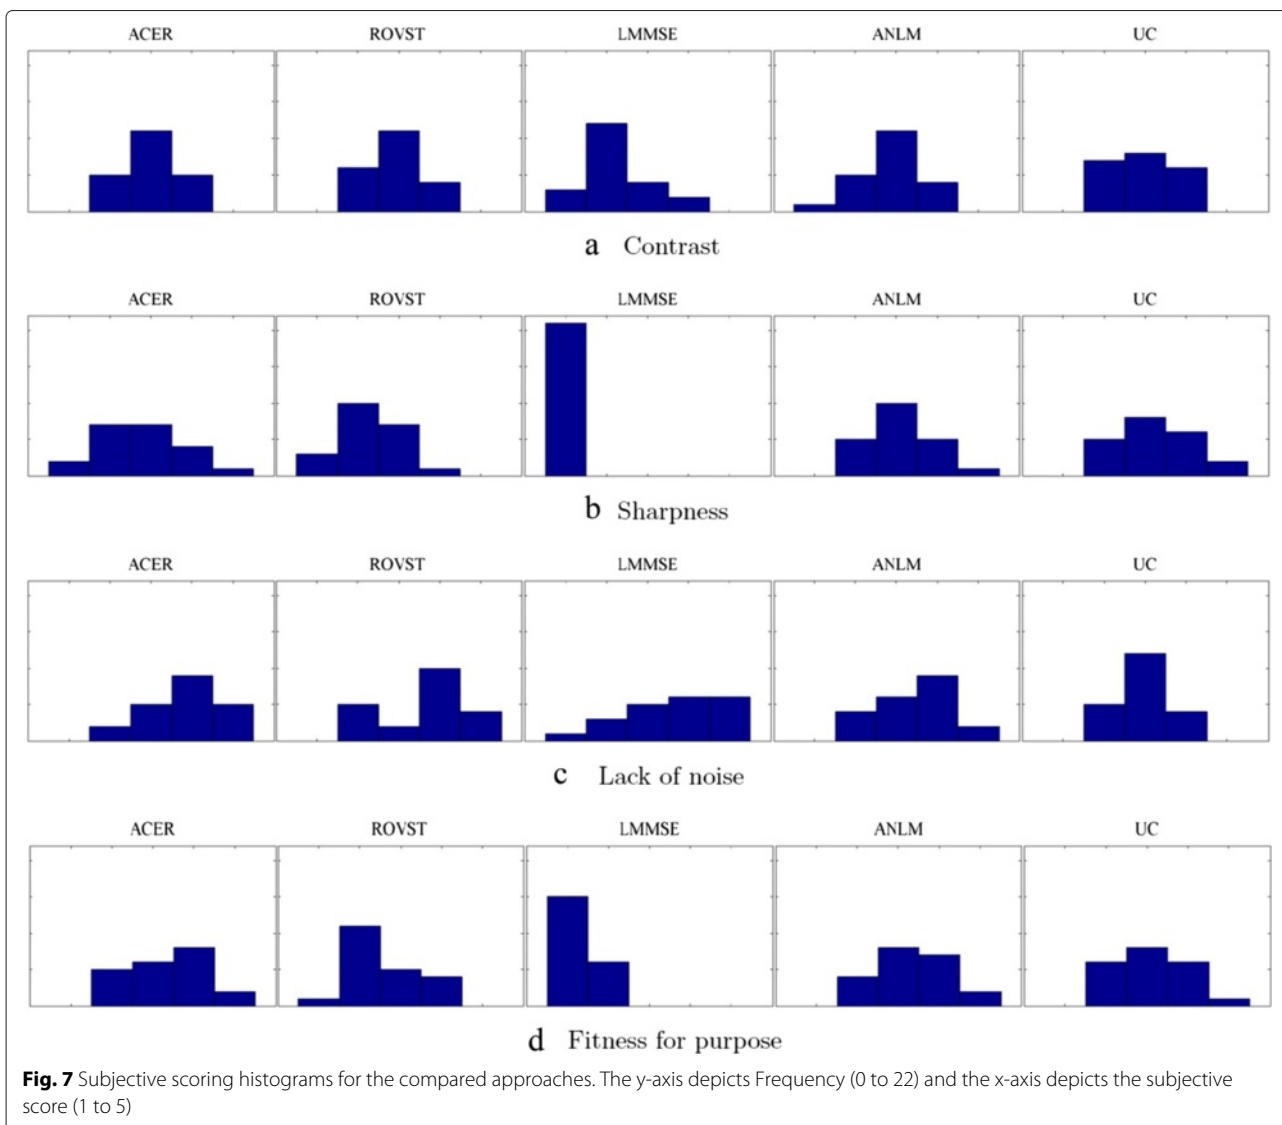 ACER ROVST LMMSE ANLM UC
a Contrast
ACER ROVST LMMSE ANLM UC
b Sharpness
ACER ROVST LMMSE ANLM UC
c Lack of noise
ACER ROVST LMMSE ANLM UC
d Fitness for purpose
Fig. 7 Subjective scoring histograms for the compared approaches. The y-axis depicts Frequency (0 to 22) and the x-axis depicts the subjective
score (1 to 5)